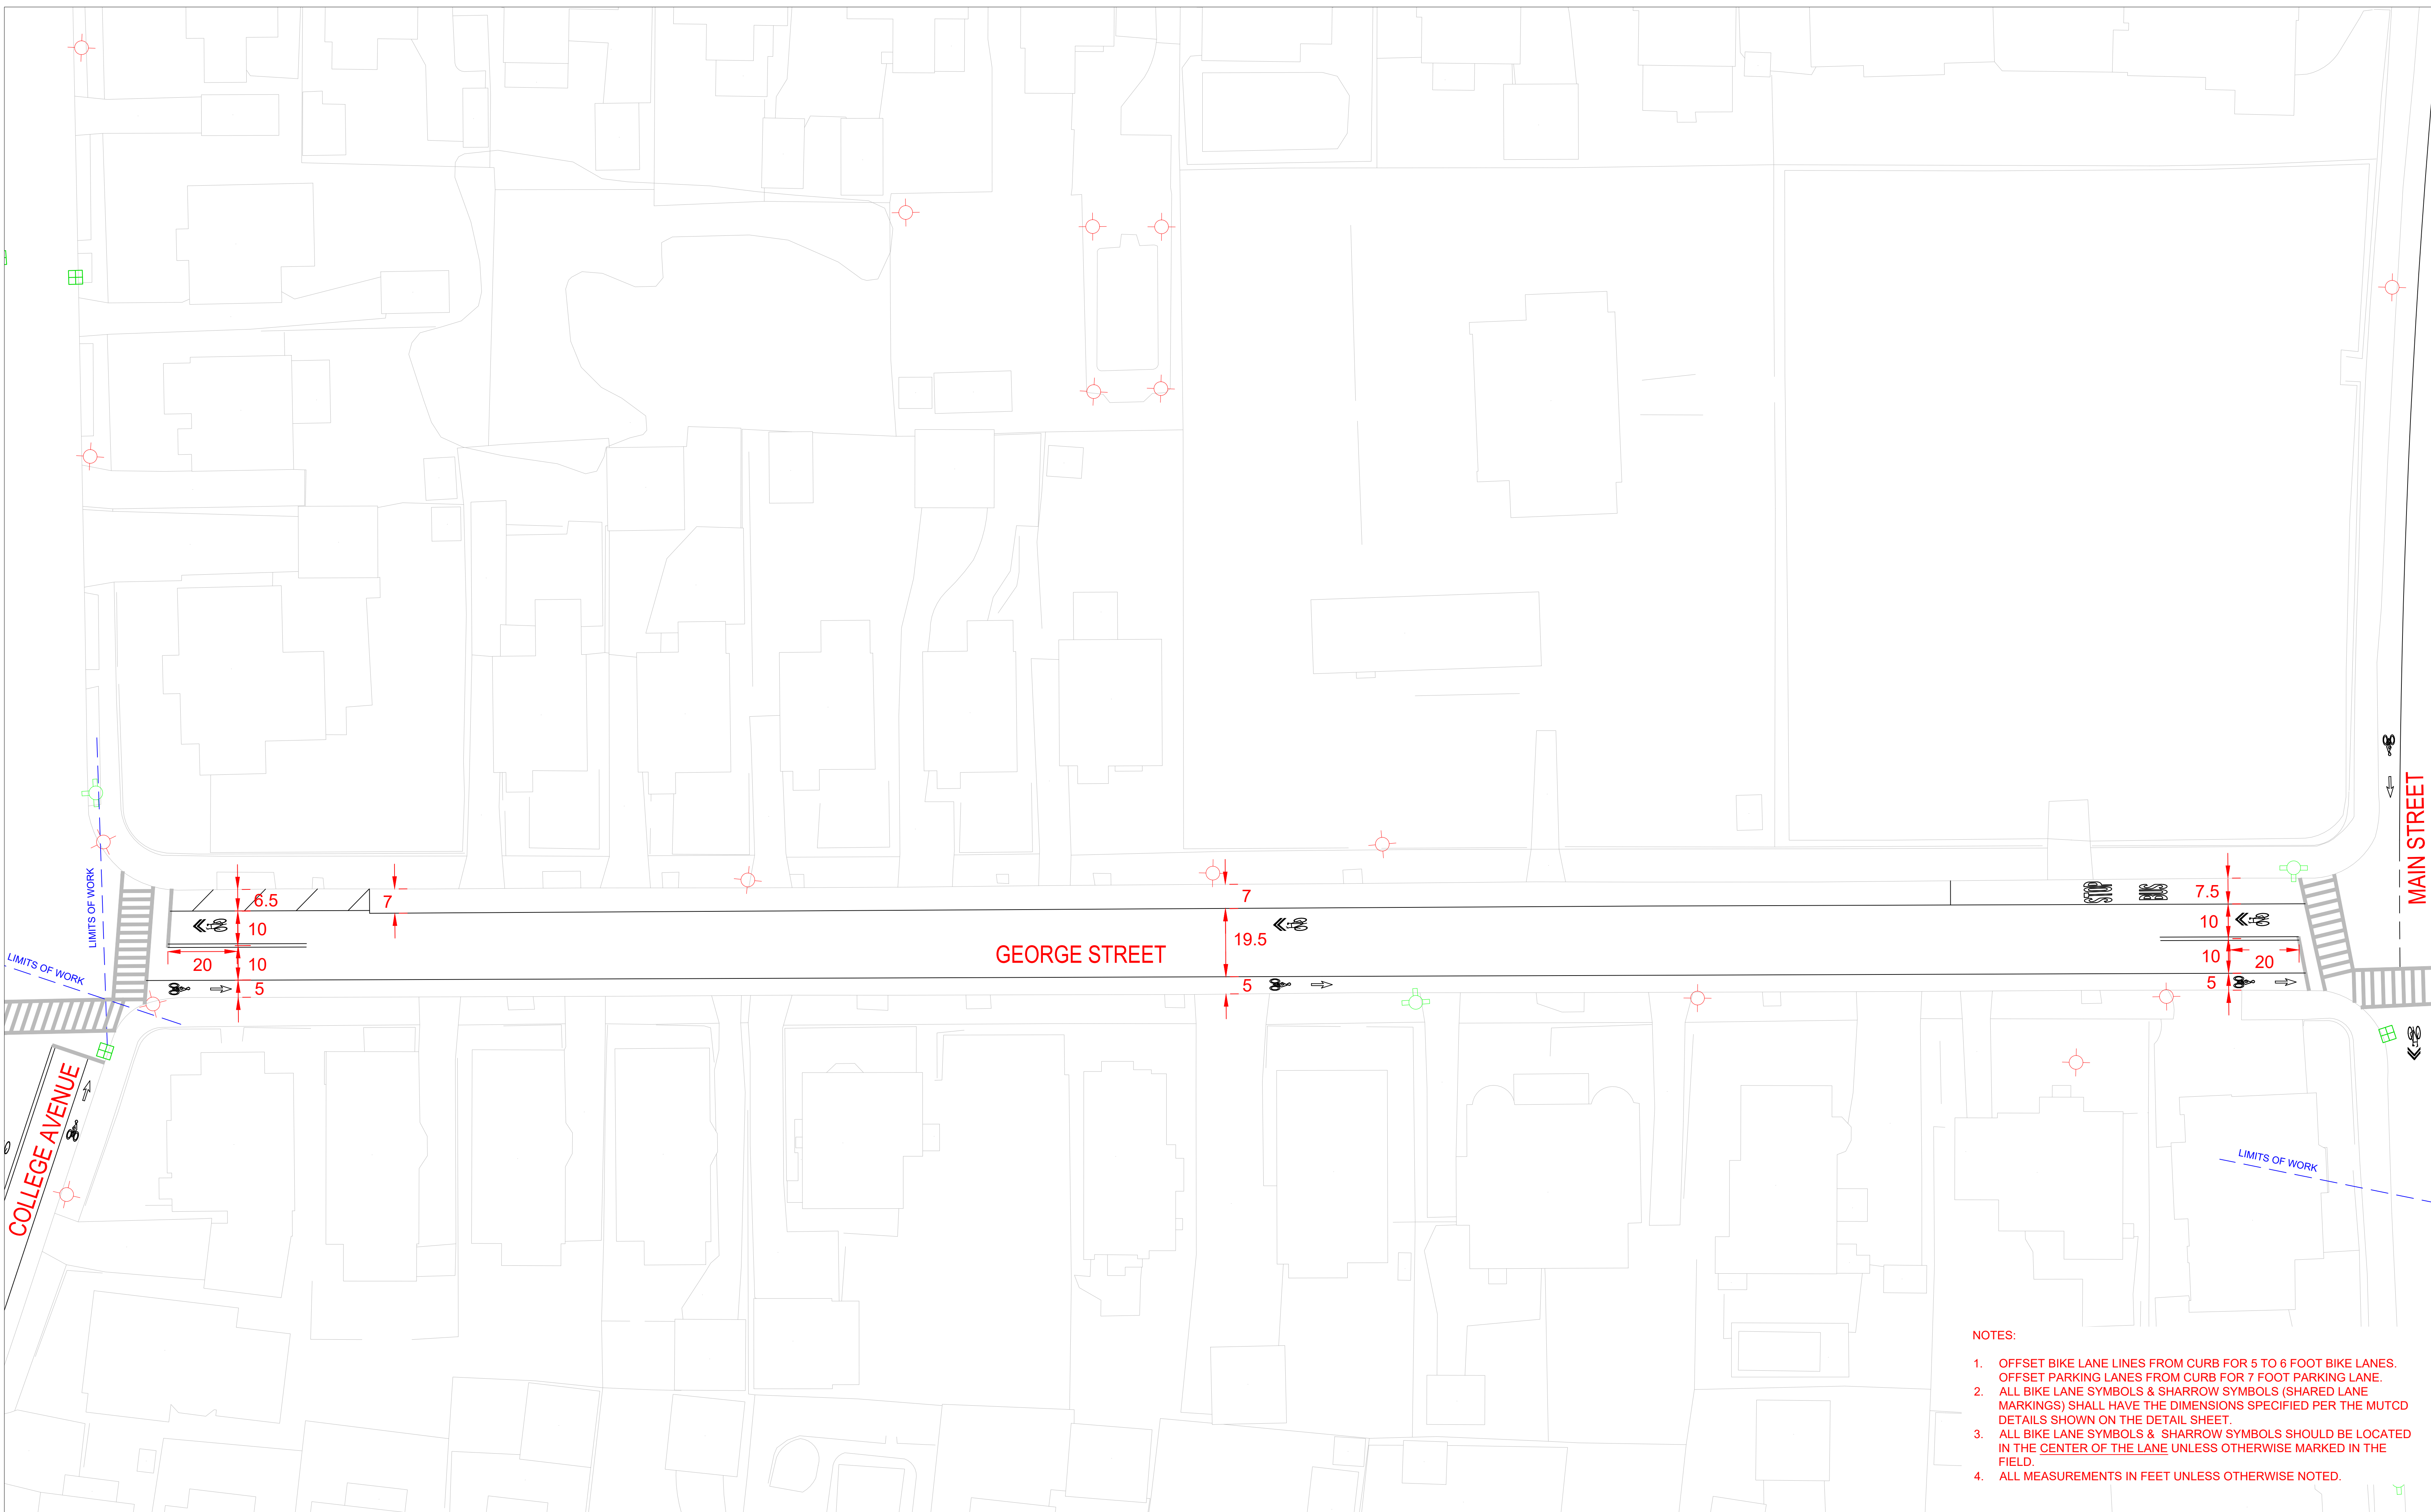 LIMITS OF WORK
LIMITS OF WORK
6.5
7
10
20
10
5
GEORGE STREET
7
19.5
5
STOP
BUS
7.5
10
10
20
5
MAIN STREET
COLLEGE AVENUE
LIMITS OF WORK
NOTES:
1. OFFSET BIKE LANE LINES FROM CURB FOR 5 TO 6 FOOT BIKE LANES.
OFFSET PARKING LANES FROM CURB FOR 7 FOOT PARKING LANE.
2. ALL BIKE LANE SYMBOLS & SHARROW SYMBOLS (SHARED LANE
MARKINGS) SHALL HAVE THE DIMENSIONS SPECIFIED PER THE MUTCD
DETAILS SHOWN ON THE DETAIL SHEET.
3. ALL BIKE LANE SYMBOLS & SHARROW SYMBOLS SHOULD BE LOCATED
IN THE CENTER OF THE LANE UNLESS OTHERWISE MARKED IN THE
FIELD.
4. ALL MEASUREMENTS IN FEET UNLESS OTHERWISE NOTED.